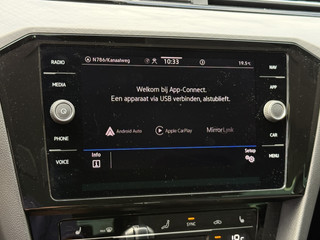 RADIO
MEDIA
PHONE
VOICE
N786/Kanaalweg 10:33 19.5°C
Welkom bij App-Connect.
Een apparaat via USB verbinden, alstublieft.
Android Auto Apple CarPlay MirrorLink
Info Setup
NAV
APP
CAR
MENU
SYNC